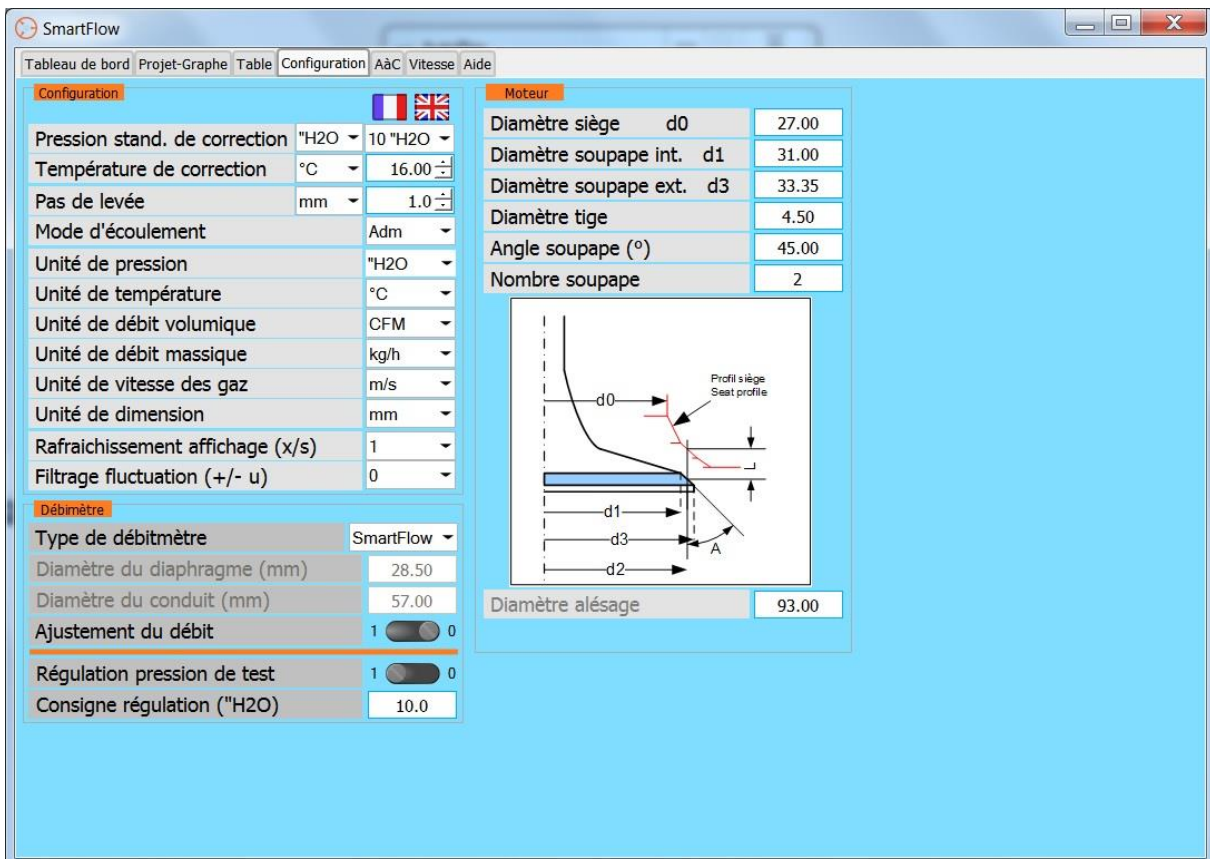 SmartFlow
Tableau de bord Projet-Graphe Table Configuration AàC Vitesse Aide
Configuration
Pression stand. de correction "H2O 10 "H2O
Température de correction °C 16.00
Pas de levée mm 1.0
Mode d'écoulement Adm
Unité de pression "H2O
Unité de température °C
Unité de débit volumique CFM
Unité de débit massique kg/h
Unité de vitesse des gaz m/s
Unité de dimension mm
Rafraichissement affichage (x/s) 1
Filtrage fluctuation (+/- u) 0
Débimètre
Type de débitmètre SmartFlow
Diamètre du diaphragme (mm) 28.50
Diamètre du conduit (mm) 57.00
Ajustement du débit 1 0
Régulation pression de test 1 0
Consigne régulation ("H2O) 10.0
Moteur
Diamètre siège d0 27.00
Diamètre soupape int. d1 31.00
Diamètre soupape ext. d3 33.35
Diamètre tige 4.50
Angle soupape (º) 45.00
Nombre soupape 2
Profil siège
Seat profile
d0
L
d1
d3
A
d2
Diamètre alésage 93.00